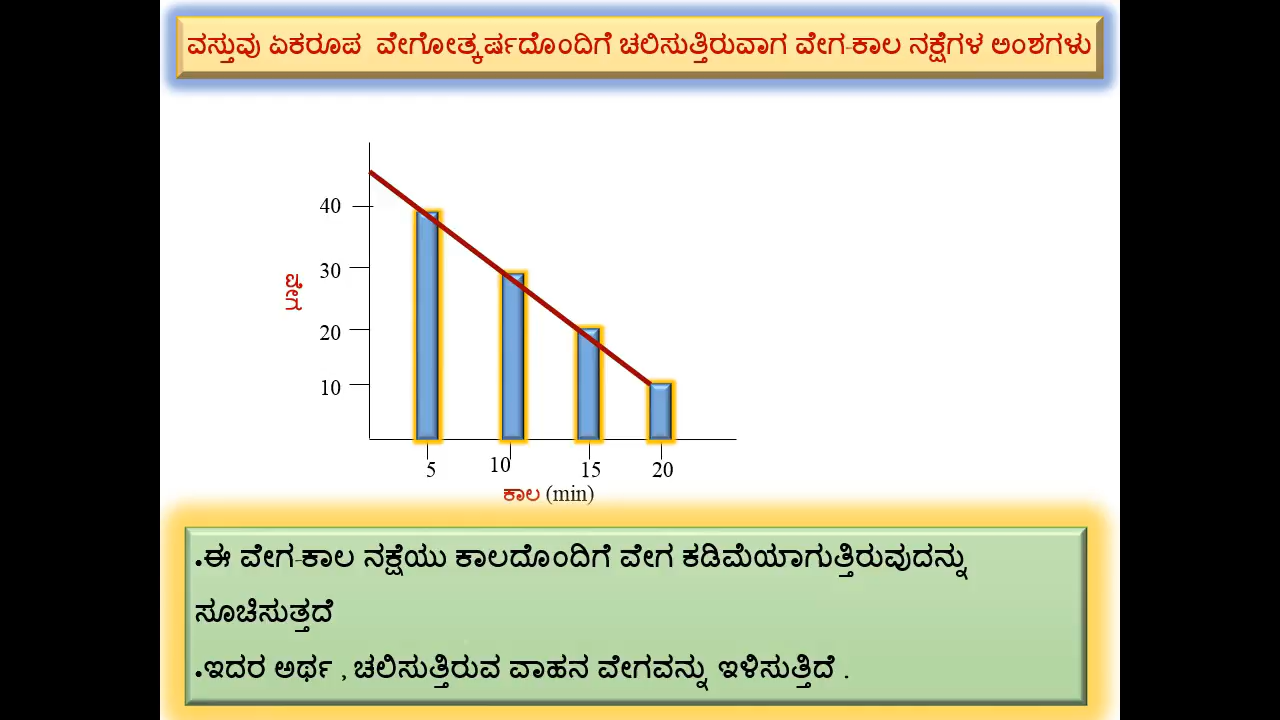 ವಸ್ತುವು ಏಕರೂಪ ವೇಗೋತ್ಕರ್ಷದೊಂದಿಗೆ ಚಲಿಸುತ್ತಿರುವಾಗ ವೇಗ-ಕಾಲ ನಕ್ಷೆಗಳ ಅಂಶಗಳು
40
30
20
10
ವೇಗ
5 10 15 20
ಕಾಲ (min)
•ಈ ವೇಗ-ಕಾಲ ನಕ್ಷೆಯು ಕಾಲದೊಂದಿಗೆ ವೇಗ ಕಡಿಮೆಯಾಗುತ್ತಿರುವುದನ್ನು
ಸೂಚಿಸುತ್ತದೆ
•ಇದರ ಅರ್ಥ , ಚಲಿಸುತ್ತಿರುವ ವಾಹನ ವೇಗವನ್ನು ಇಳಿಸುತ್ತಿದೆ .